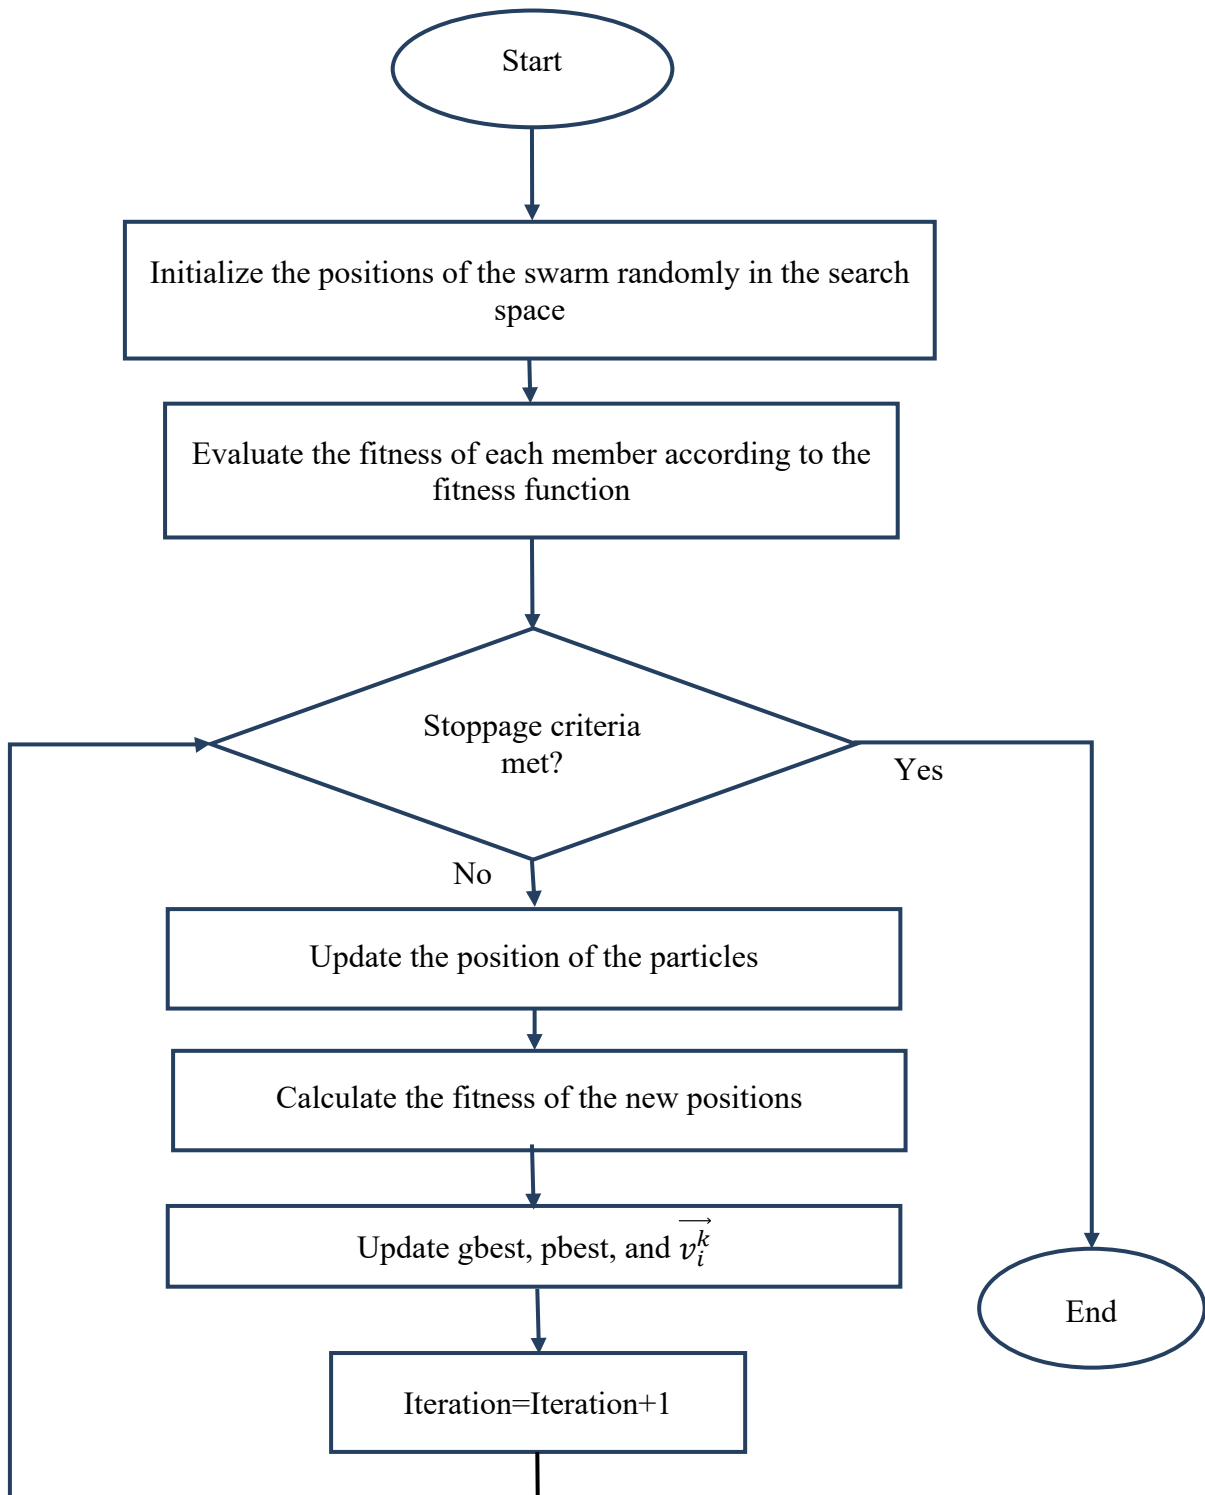 Start
Initialize the positions of the swarm randomly in the search
space
Evaluate the fitness of each member according to the
fitness function
Stoppage criteria
met?
Yes
No
Update the position of the particles
Calculate the fitness of the new positions
Update gbest, pbest, and $\overrightarrow{v_i^k}$
End
Iteration=Iteration+1